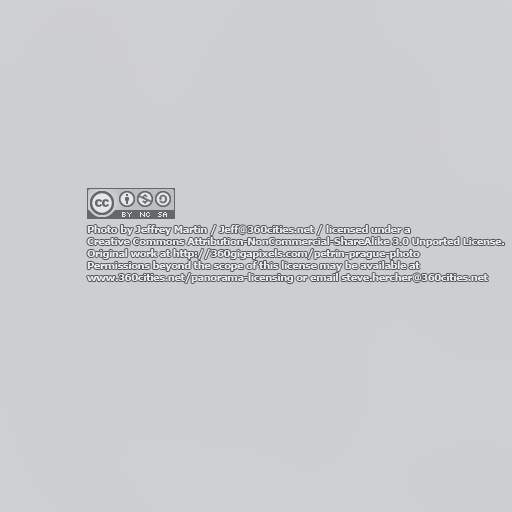 cc
BY NC SA
Photo by Jeffrey Martin / Jeff@360cities.net / licensed under a
Creative Commons Attribution-NonCommercial-ShareAlike 3.0 Unported License.
Original work at http://360gigapixels.com/petrin-prague-photo
Permissions beyond the scope of this license may be available at
www.360cities.net/panorama-licensing or email steve.hercher@360cities.net